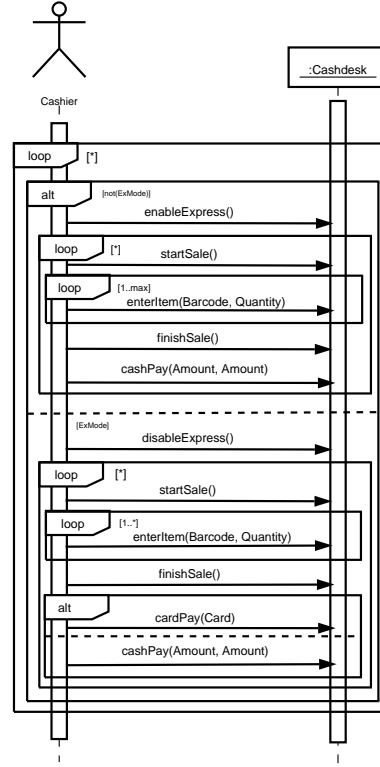 Cashier
:Cashdesk
loop [*]
alt [not(ExMode)]
enableExpress()
loop [*]
startSale()
loop [1..max]
enterItem(Barcode, Quantity)
finishSale()
cashPay(Amount, Amount)
[ExMode]
disableExpress()
loop [*]
startSale()
loop [1..*]
enterItem(Barcode, Quantity)
finishSale()
alt
cardPay(Card)
cashPay(Amount, Amount)